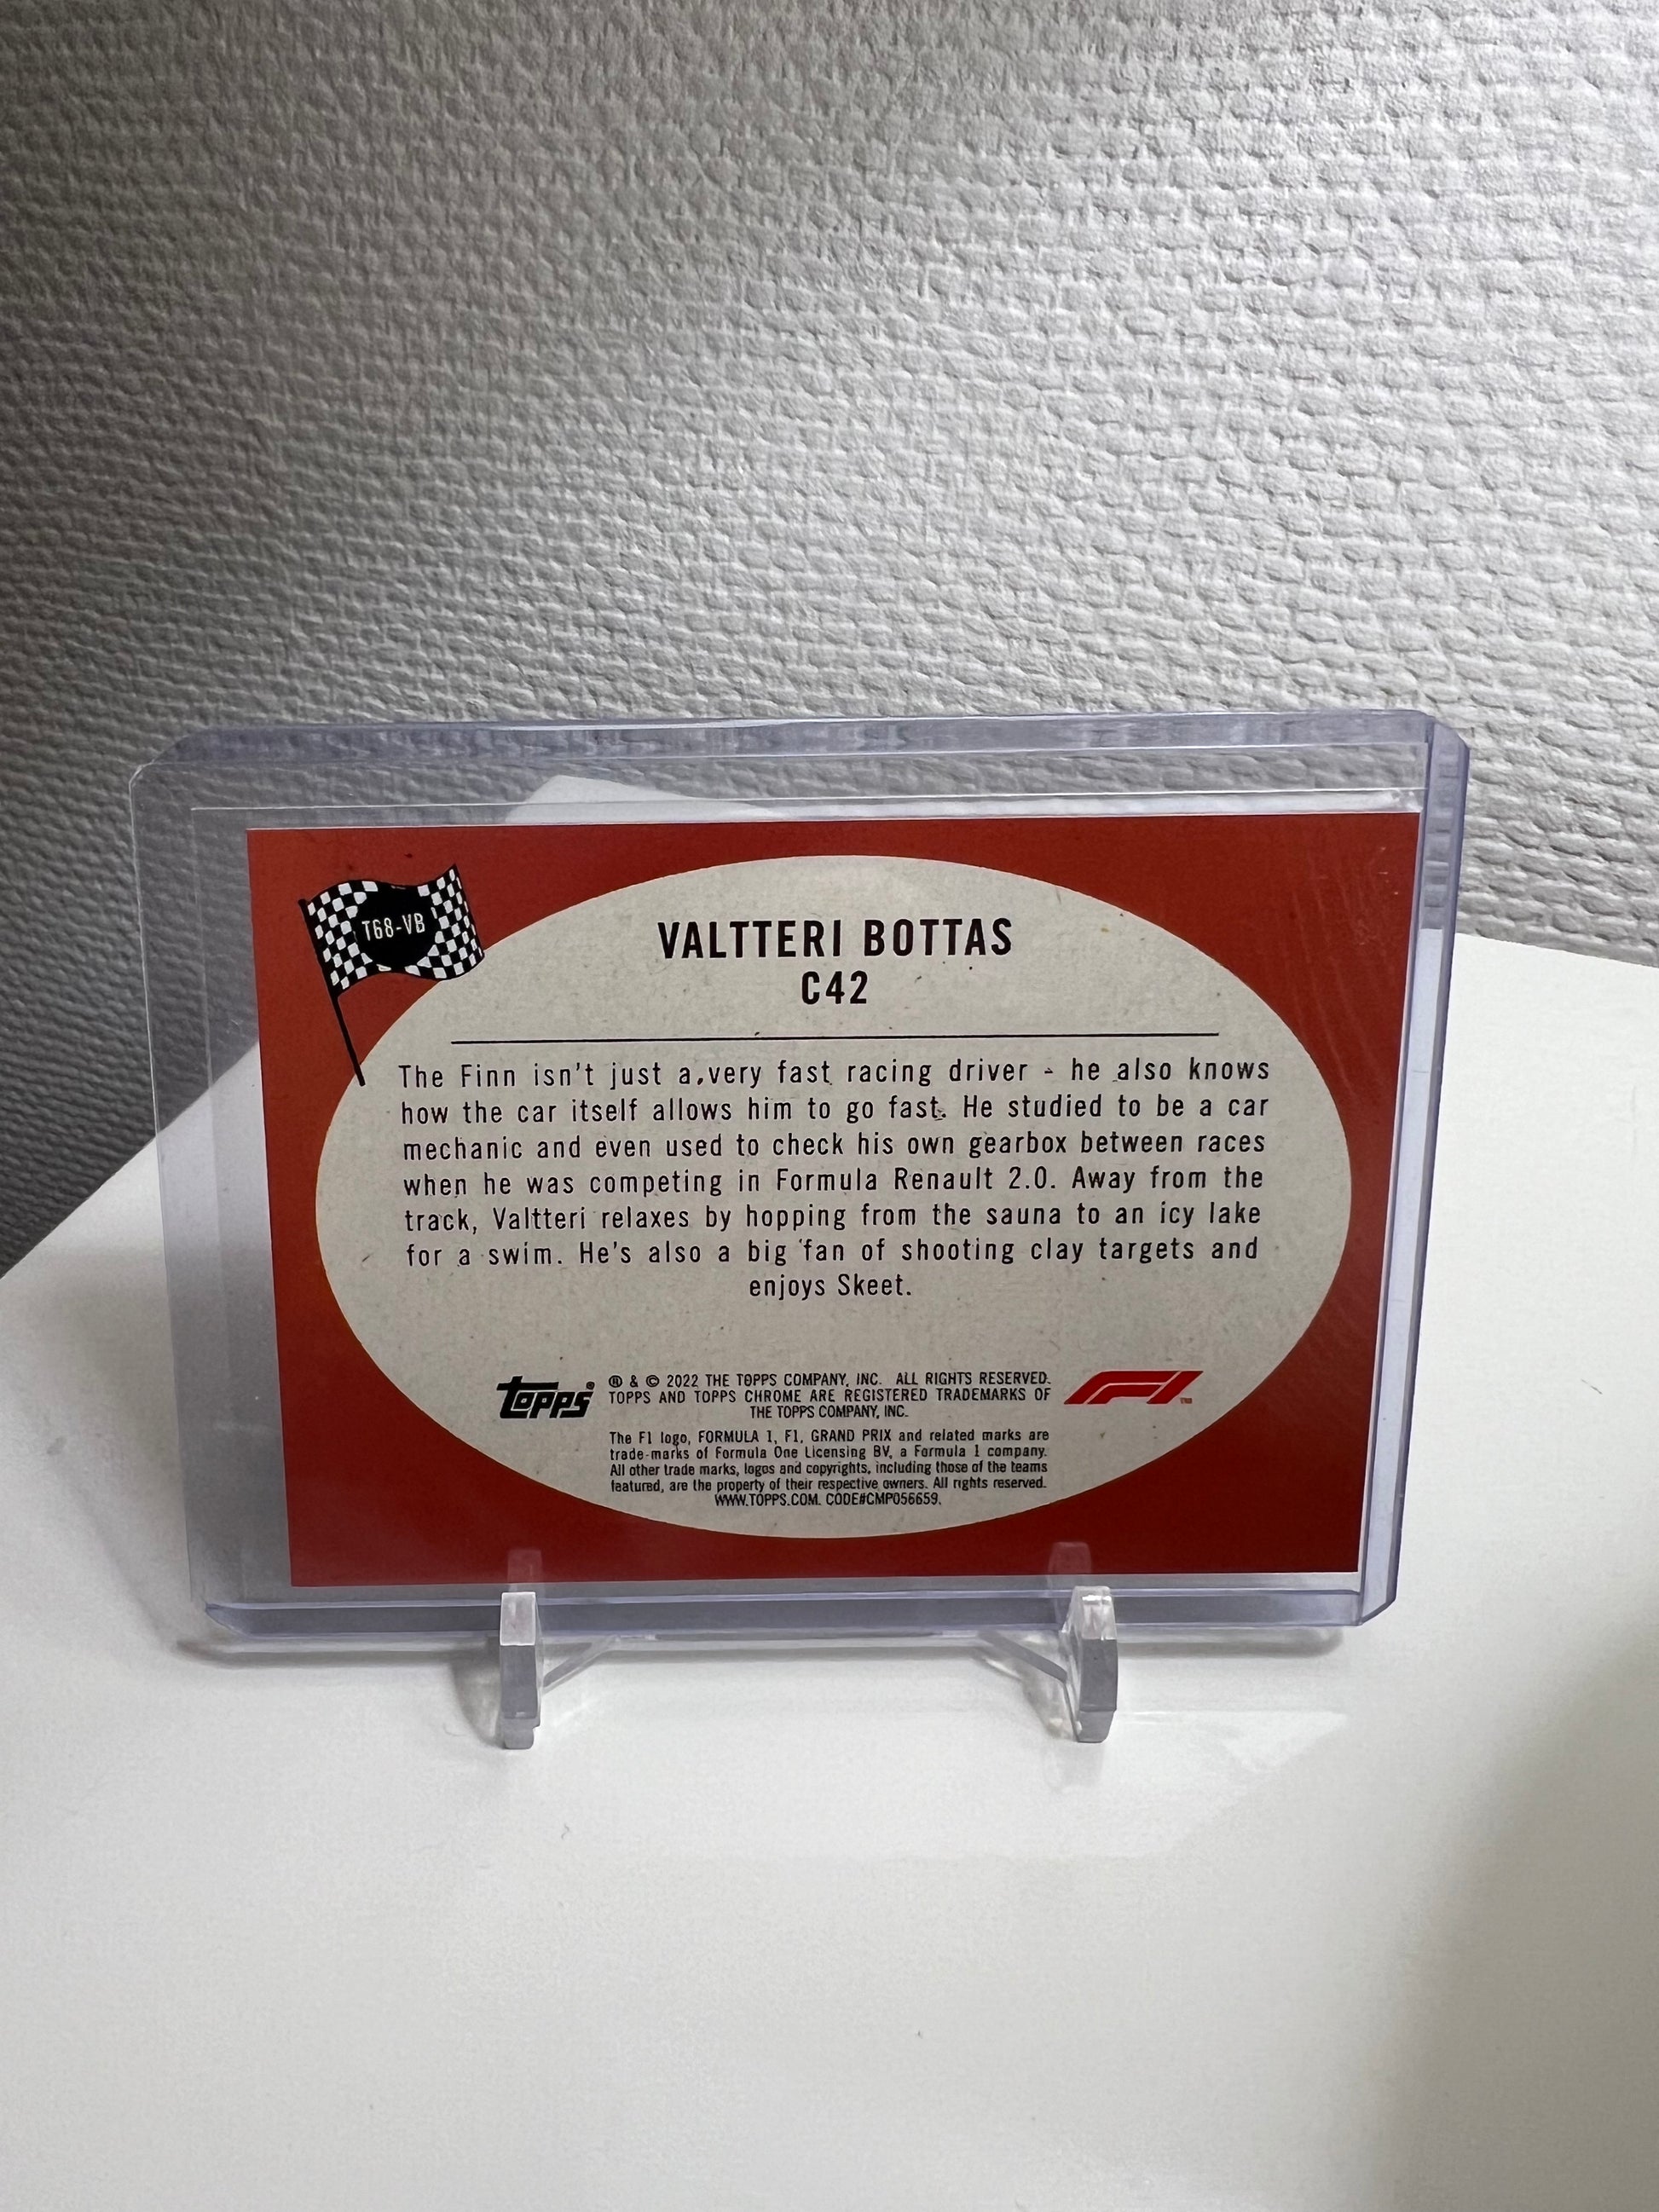 T68-VB
VALTTERI BOTTAS
C42
The Finn isn't just a very fast racing driver - he also knows
how the car itself allows him to go fast. He studied to be a car
mechanic and even used to check his own gearbox between races
when he was competing in Formula Renault 2.0. Away from the
track, Valtteri relaxes by hopping from the sauna to an icy lake
for a swim. He's also a big fan of shooting clay targets and
enjoys Skeet.
topps®
® & © 2022 THE TOPPS COMPANY, INC. ALL RIGHTS RESERVED.
TOPPS AND TOPPS CHROME ARE REGISTERED TRADEMARKS OF
THE TOPPS COMPANY, INC.
F1™
The F1 logo, FORMULA 1, F1, GRAND PRIX and related marks are
trade-marks of Formula One Licensing BV, a Formula 1 company.
All other trade marks, logos and copyrights, including those of the teams
featured, are the property of their respective owners. All rights reserved.
WWW.TOPPS.COM. CODE#CMP056659.